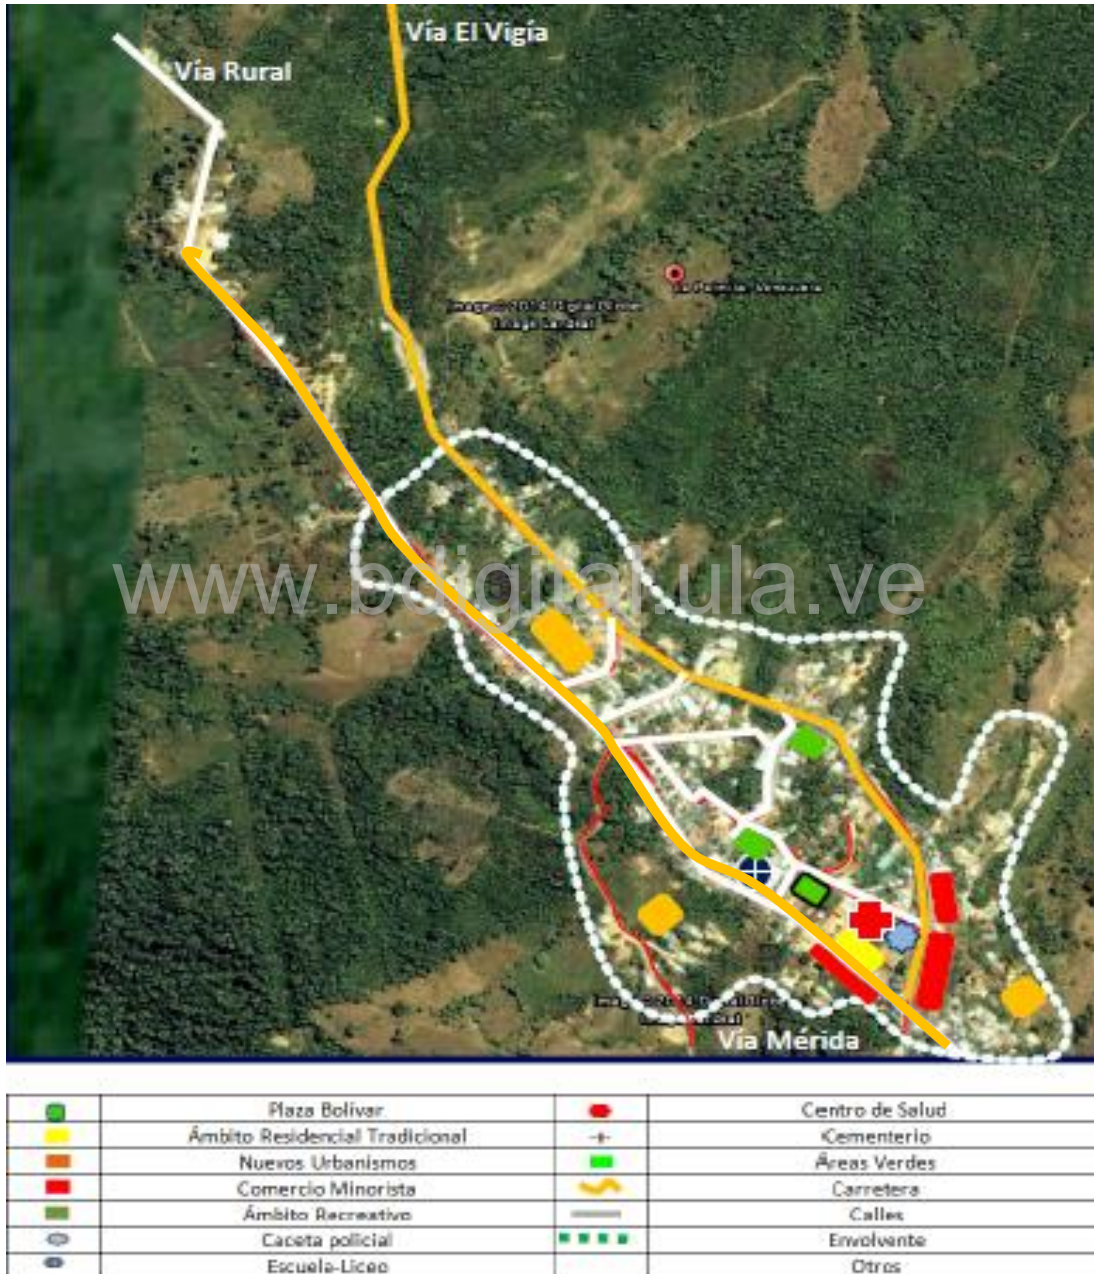 Vía El Vigía
Vía Rural
www.bdigital.ula.ve
Vía Mérida
Plaza Bolívar
Centro de Salud
Ámbito Residencial Tradicional
Cementerio
Nuevos Urbanismos
Áreas Verdes
Comercio Minorista
Carretera
Ámbito Recreativo
Calles
Caceta policial
Envolvente
Escuela-Liceo
Otros